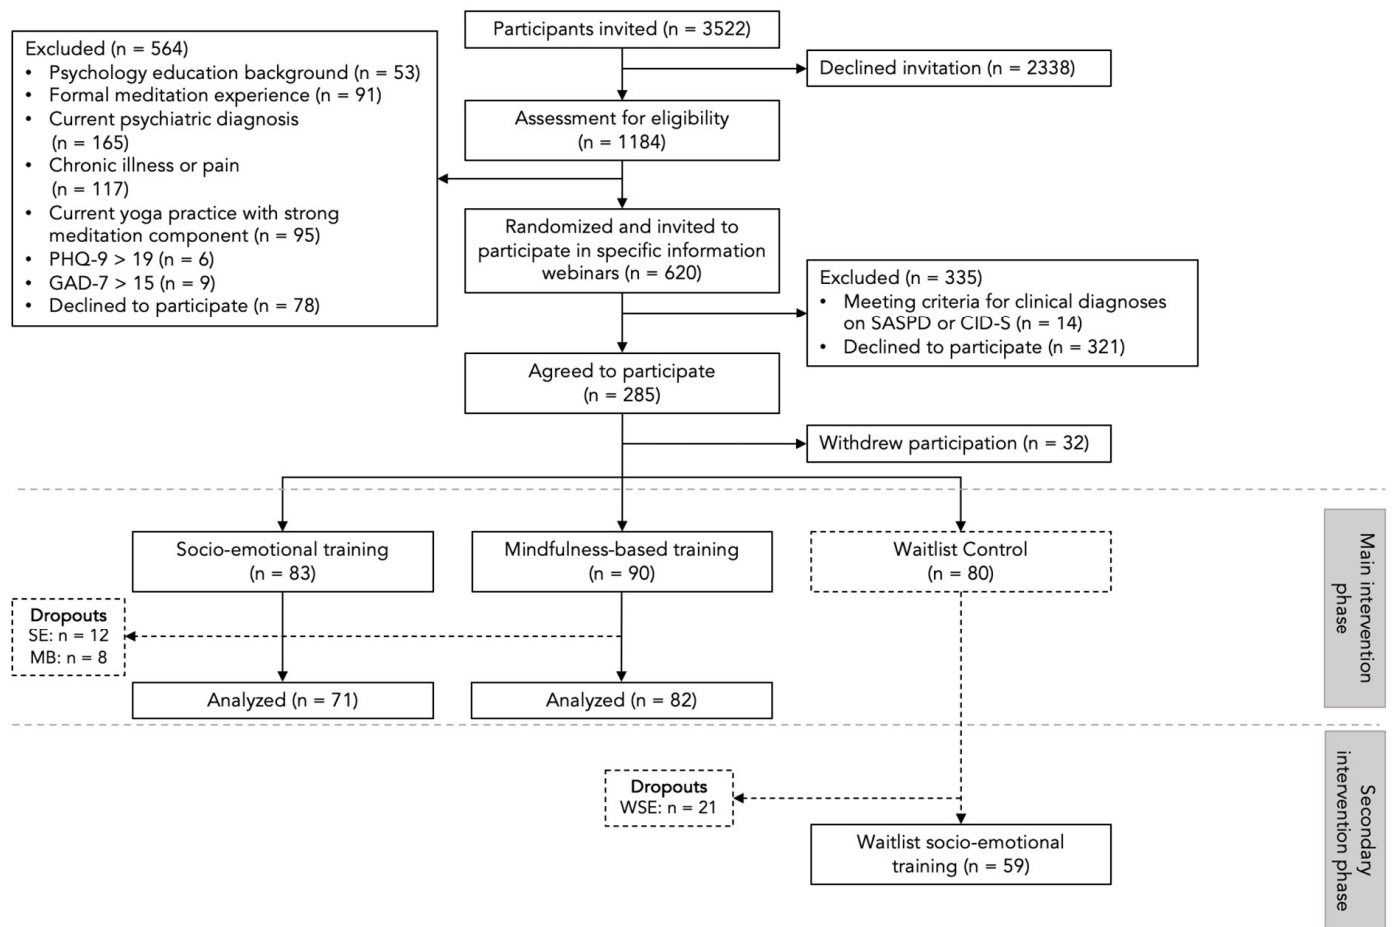 Participants invited (n = 3522)
Excluded (n = 564)
• Psychology education background (n = 53)
• Formal meditation experience (n = 91)
• Current psychiatric diagnosis
(n = 165)
• Chronic illness or pain
(n = 117)
• Current yoga practice with strong
meditation component (n = 95)
• PHQ-9 > 19 (n = 6)
• GAD-7 > 15 (n = 9)
• Declined to participate (n = 78)
Declined invitation (n = 2338)
Assessment for eligibility
(n = 1184)
Randomized and invited to
participate in specific information
webinars (n = 620)
Excluded (n = 335)
• Meeting criteria for clinical diagnoses
on SASPD or CID-S (n = 14)
• Declined to participate (n = 321)
Agreed to participate
(n = 285)
Withdrew participation (n = 32)
Socio-emotional training
(n = 83)
Mindfulness-based training
(n = 90)
Waitlist Control
(n = 80)
Main intervention
phase
Dropouts
SE: n = 12
MB: n = 8
Analyzed (n = 71)
Analyzed (n = 82)
Dropouts
WSE: n = 21
Waitlist socio-emotional
training (n = 59)
Secondary
intervention phase